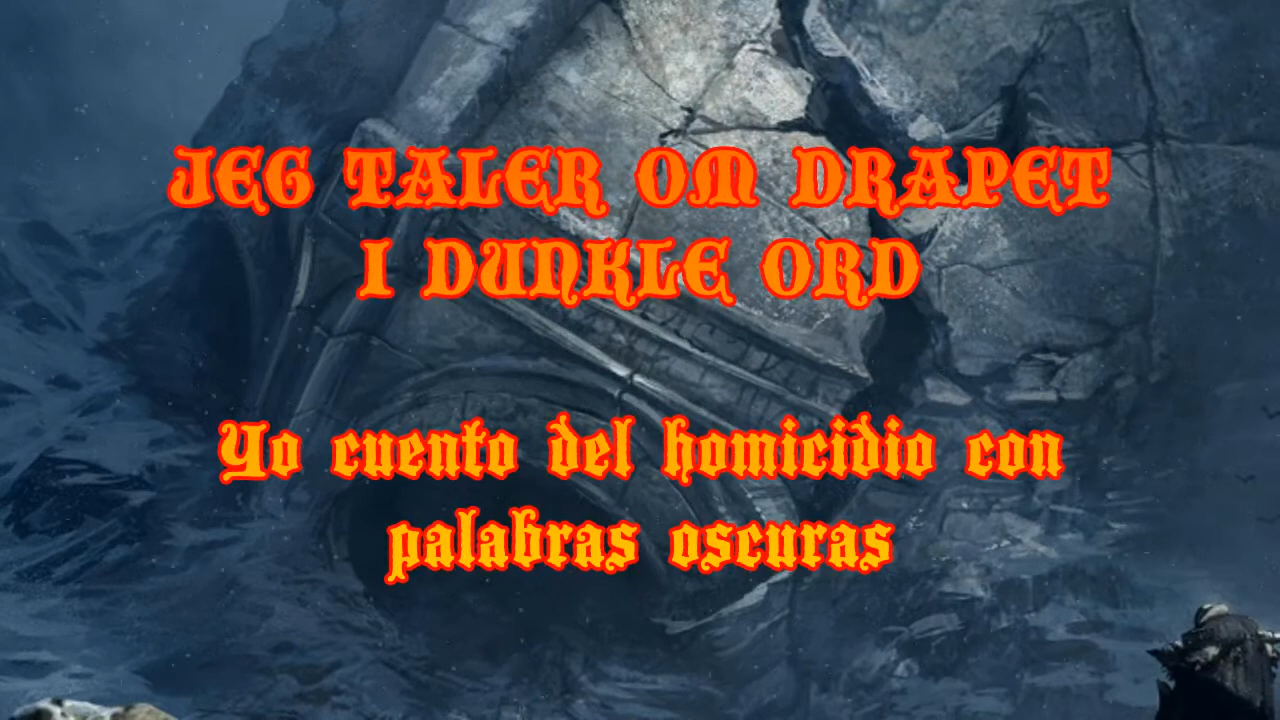 JEG TALER OM DRAPET
I DUNKLE ORD
Yo cuento del homicidio con
palabras oscuras